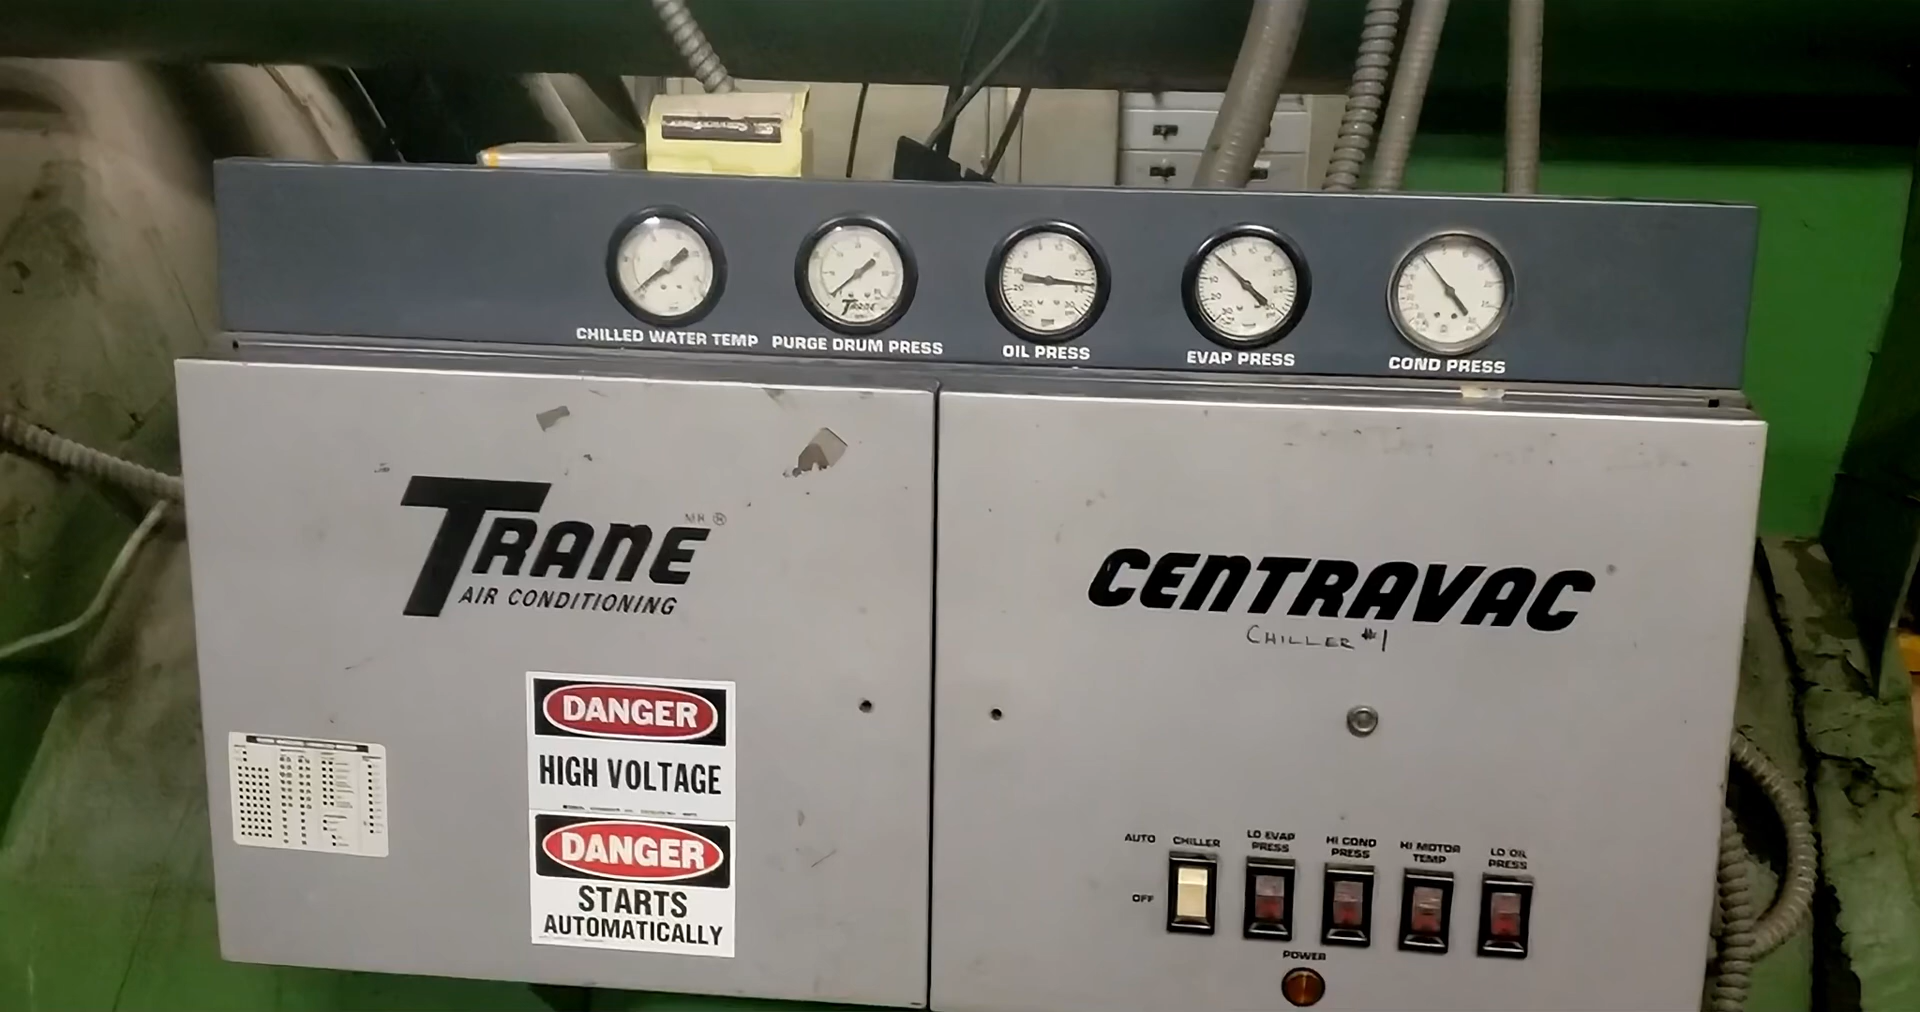 CHILLED WATER TEMP
PURGE DRUM PRESS
OIL PRESS
EVAP PRESS
COND PRESS
TRANE
MR. ®
AIR CONDITIONING
CENTRAVAC
CHILLER #1
DANGER
HIGH VOLTAGE
DANGER
STARTS
AUTOMATICALLY
AUTO
OFF
CHILLER
LO EVAP
PRESS
HI COND
PRESS
HI MOTOR
TEMP
LO OIL
PRESS
POWER